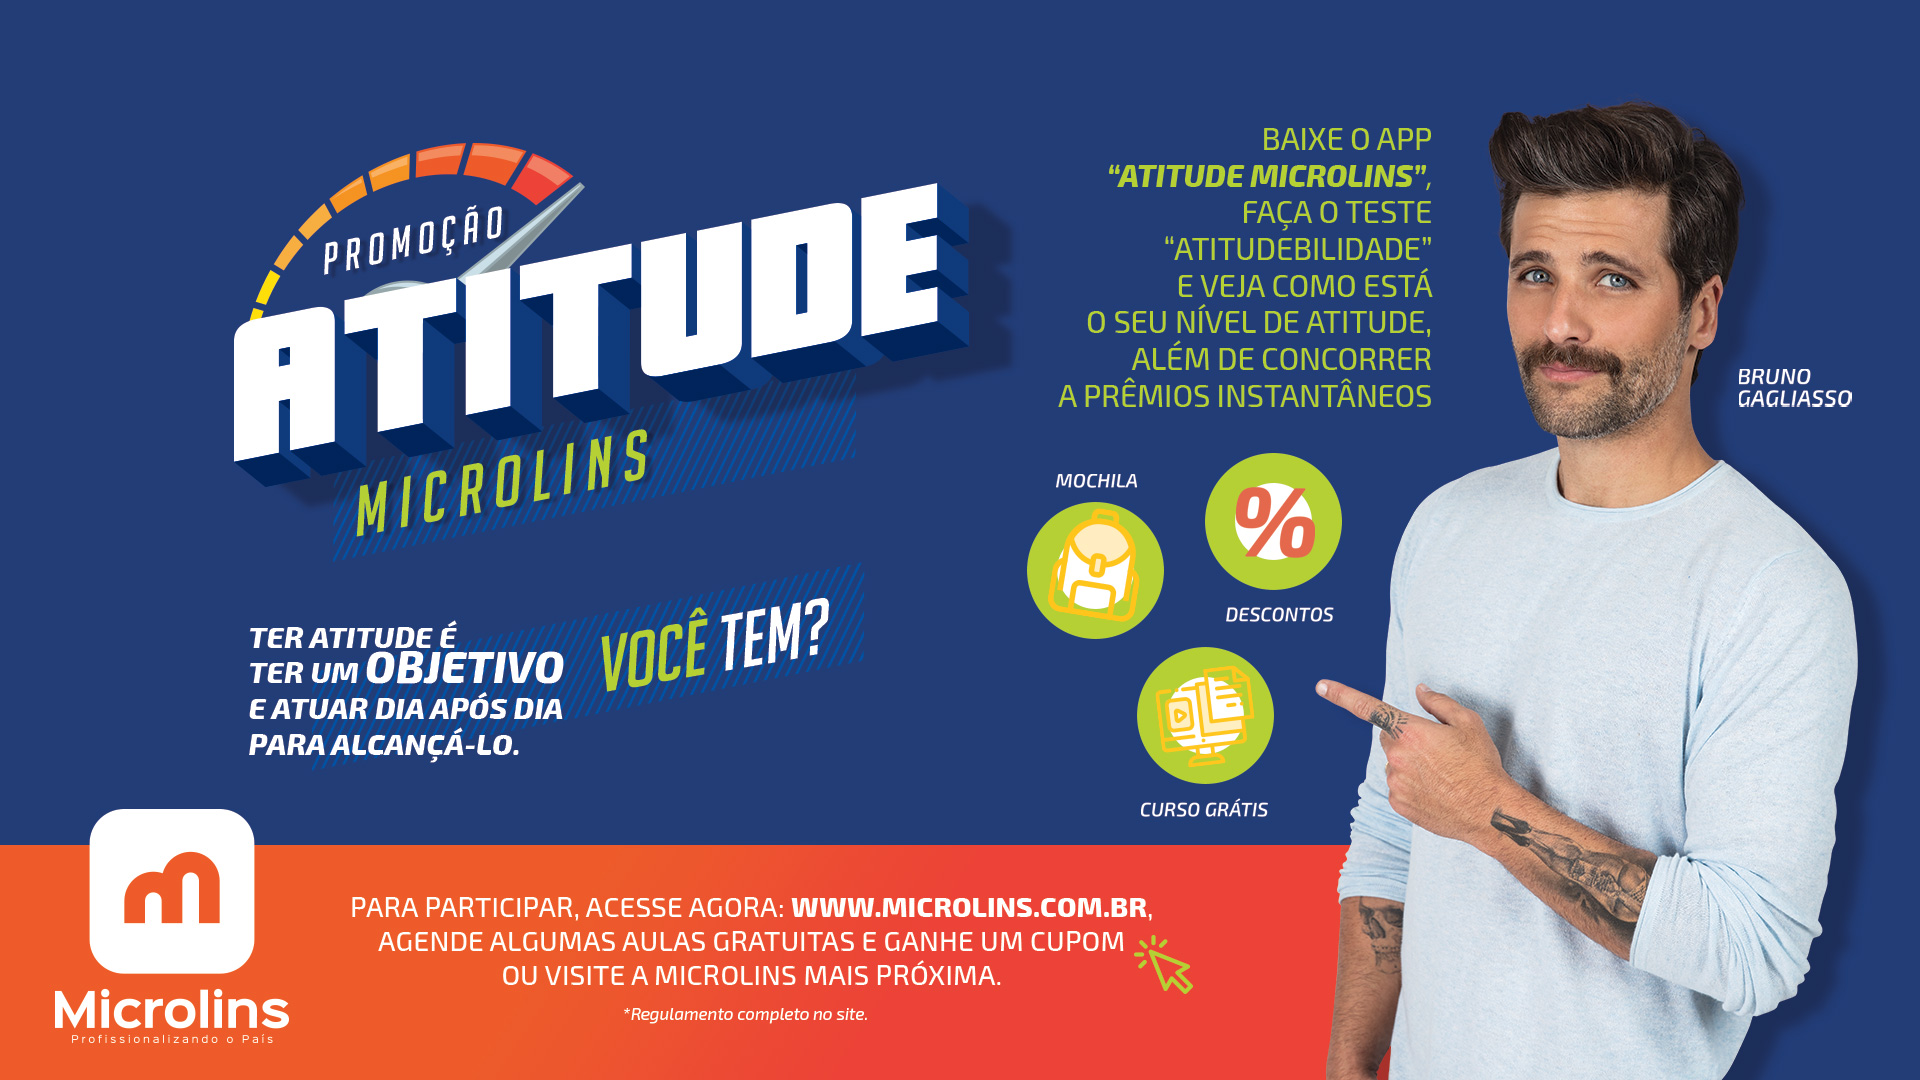 PROMOÇÃO
ATITUDE
MICROLINS
TER ATITUDE É
TER UM OBJETIVO
E ATUAR DIA APÓS DIA
PARA ALCANÇÁ-LO.
VOCÊ TEM?
BAIXE O APP
“ATITUDE MICROLINS”,
FAÇA O TESTE
“ATITUDEBILIDADE”
E VEJA COMO ESTÁ
O SEU NÍVEL DE ATITUDE,
ALÉM DE CONCORRER
A PRÊMIOS INSTANTÂNEOS
BRUNO
GAGLIASSO
MOCHILA
%
DESCONTOS
CURSO GRÁTIS
PARA PARTICIPAR, ACESSE AGORA: WWW.MICROLINS.COM.BR,
AGENDE ALGUMAS AULAS GRATUITAS E GANHE UM CUPOM
OU VISITE A MICROLINS MAIS PRÓXIMA.
*Regulamento completo no site.
m
Microlins
Profissionalizando o País